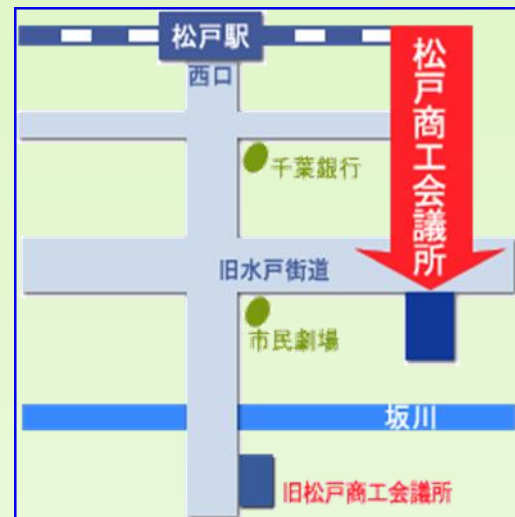 松戸駅
西口
松戸商工会議所
千葉銀行
旧水戸街道
市民劇場
坂川
旧松戸商工会議所